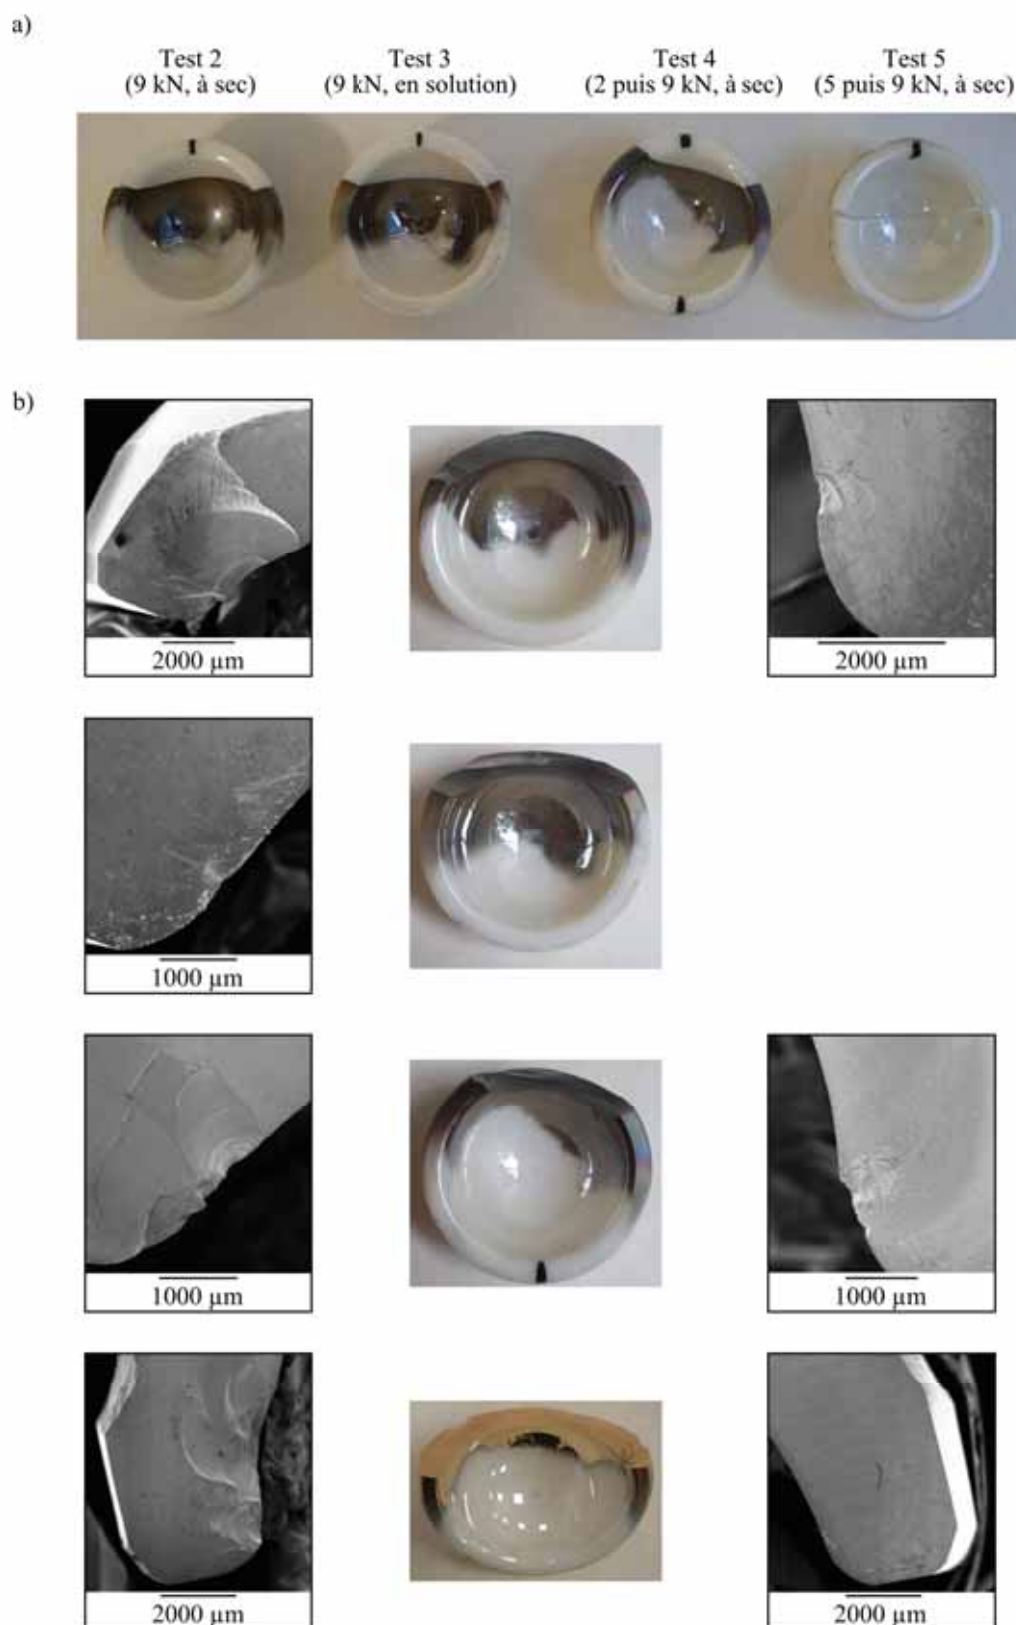 a)
Test 2
(9 kN, à sec)
Test 3
(9 kN, en solution)
Test 4
(2 puis 9 kN, à sec)
Test 5
(5 puis 9 kN, à sec)
b)
2000 µm
2000 µm
1000 µm
1000 µm
1000 µm
2000 µm
2000 µm